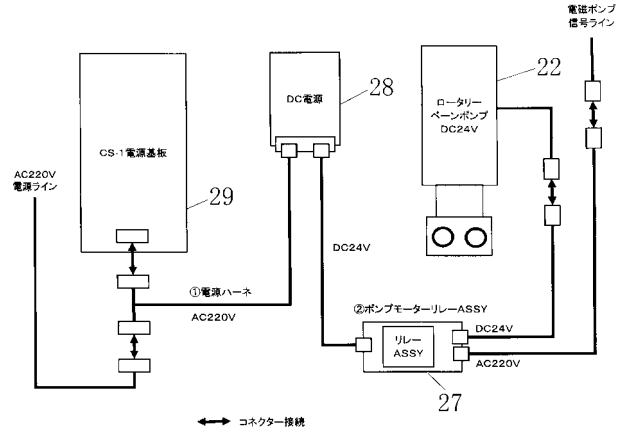 電磁ポンプ
信号ライン
22
28
DC電源
ロータリー
ベーンポンプ
DC24V
CS-1電源基板
AC220V
電源ライン
29
DC24V
①電源ハーネ
AC220V
②ポンプモーターリレーASSY
DC24V
リレー
ASSY
AC220V
27
コネクター接続